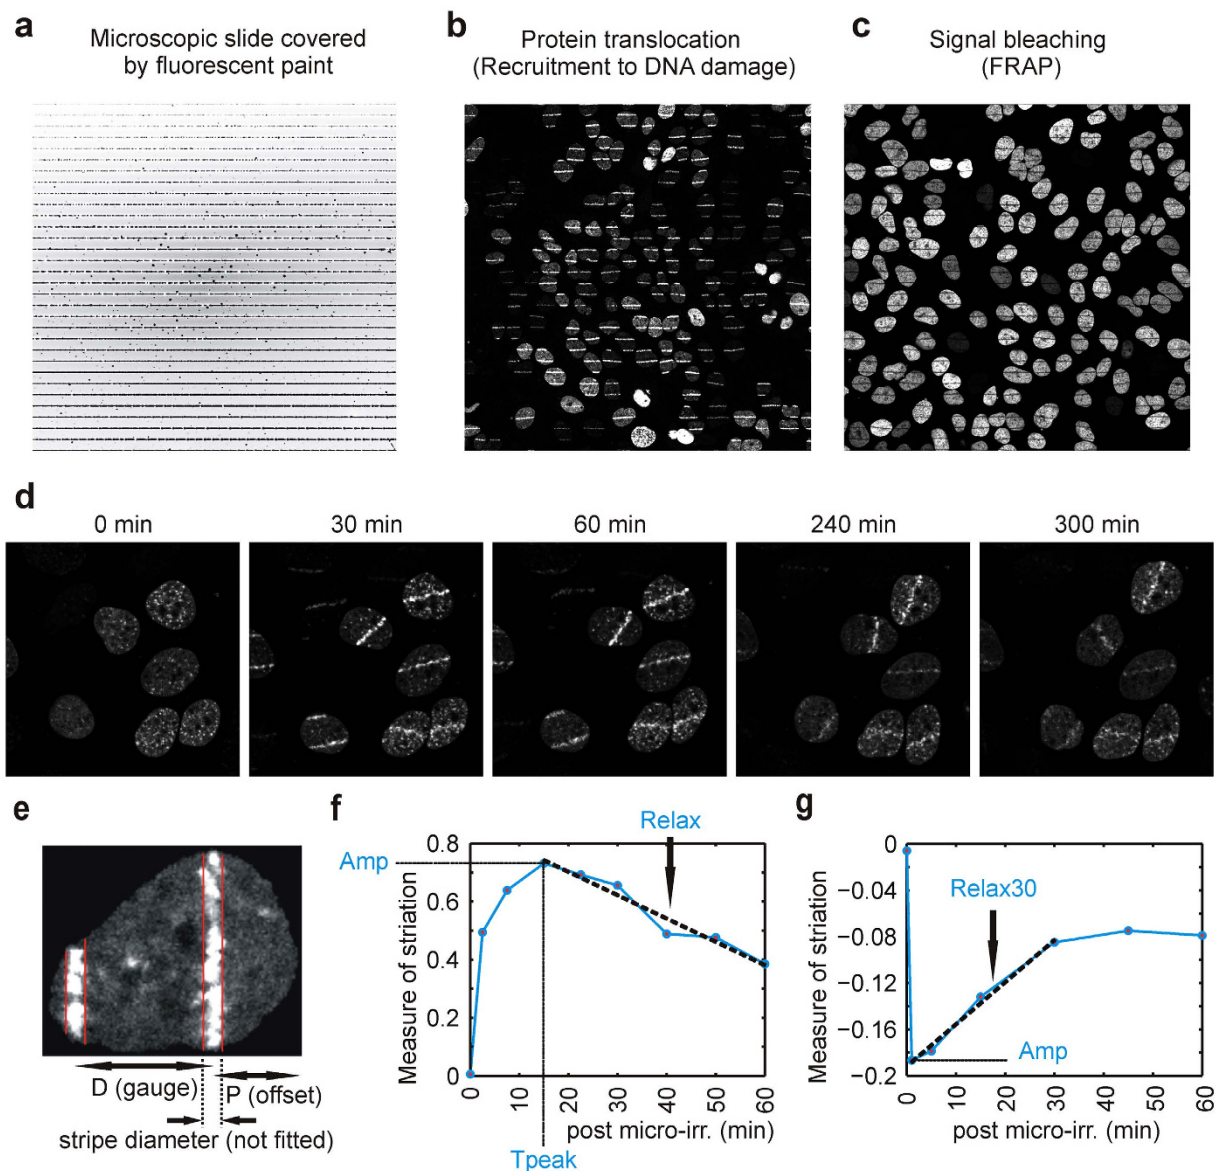 a
Microscopic slide covered
by fluorescent paint
b
Protein translocation
(Recruitment to DNA damage)
c
Signal bleaching
(FRAP)
d
0 min
30 min
60 min
240 min
300 min
e
D (gauge)
P (offset)
stripe diameter (not fitted)
f
Relax
Amp
Measure of striation
0.8
0.6
0.4
0.2
0
0
10
20
30
40
50
60
post micro-irr. (min)
Tpeak
g
Relax30
Amp
Measure of striation
0
−0.04
−0.08
−0.12
−0.16
−0.2
0
10
20
30
40
50
60
post micro-irr. (min)